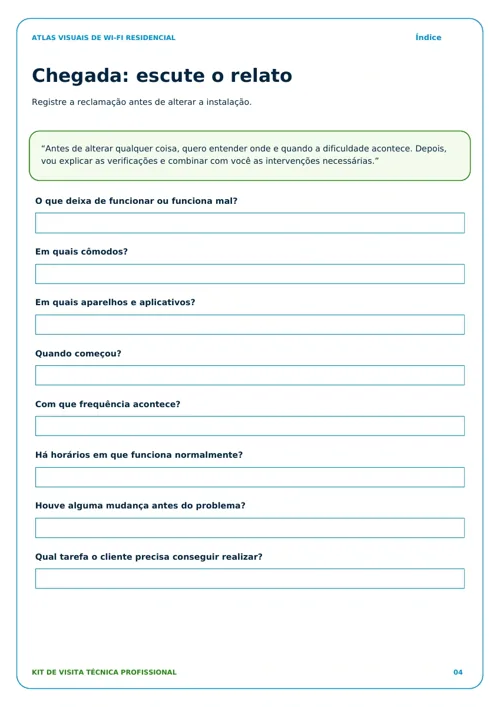 ATLAS VISUAIS DE WI-FI RESIDENCIAL
Índice
Chegada: escute o relato
Registre a reclamação antes de alterar a instalação.
“Antes de alterar qualquer coisa, quero entender onde e quando a dificuldade acontece. Depois,
vou explicar as verificações e combinar com você as intervenções necessárias.”
O que deixa de funcionar ou funciona mal?
Em quais cômodos?
Em quais aparelhos e aplicativos?
Quando começou?
Com que frequência acontece?
Há horários em que funciona normalmente?
Houve alguma mudança antes do problema?
Qual tarefa o cliente precisa conseguir realizar?
KIT DE VISITA TÉCNICA PROFISSIONAL
04